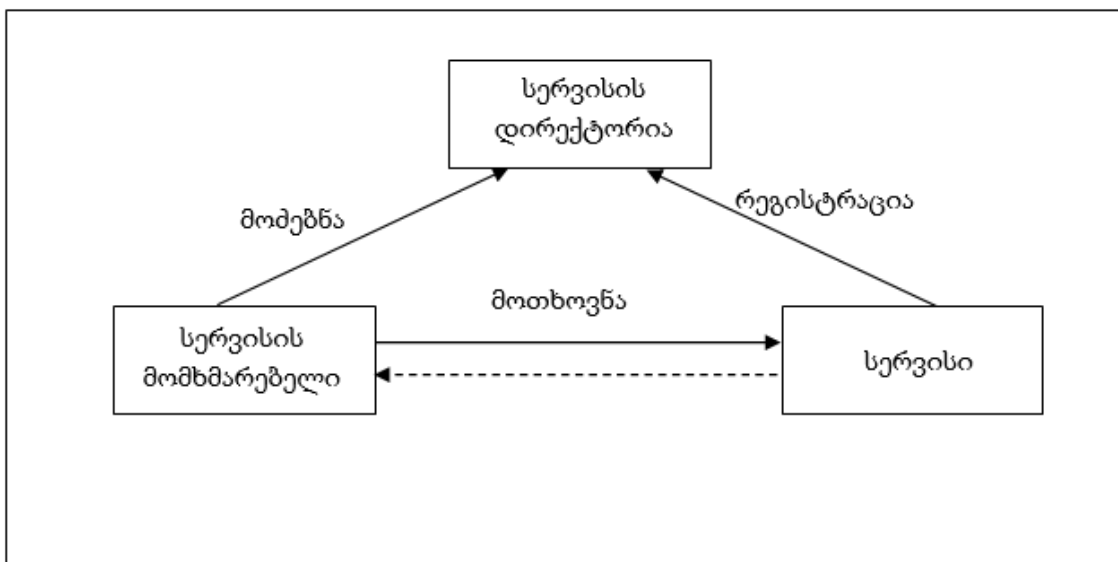 სერვისის
დირექტორია
მოძებნა
რეგისტრაცია
მოთხოვნა
სერვისის
მომხმარებელი
სერვისი